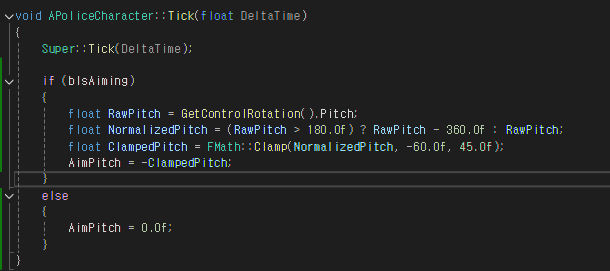 void APoliceCharacter::Tick(float DeltaTime)
{
Super::Tick(DeltaTime);
if (bIsAiming)
{
float RawPitch = GetControlRotation().Pitch;
float NormalizedPitch = (RawPitch > 180.0f) ? RawPitch - 360.0f : RawPitch;
float ClampedPitch = FMath::Clamp(NormalizedPitch, -60.0f, 45.0f);
AimPitch = -ClampedPitch;
}
else
{
AimPitch = 0.0f;
}
}